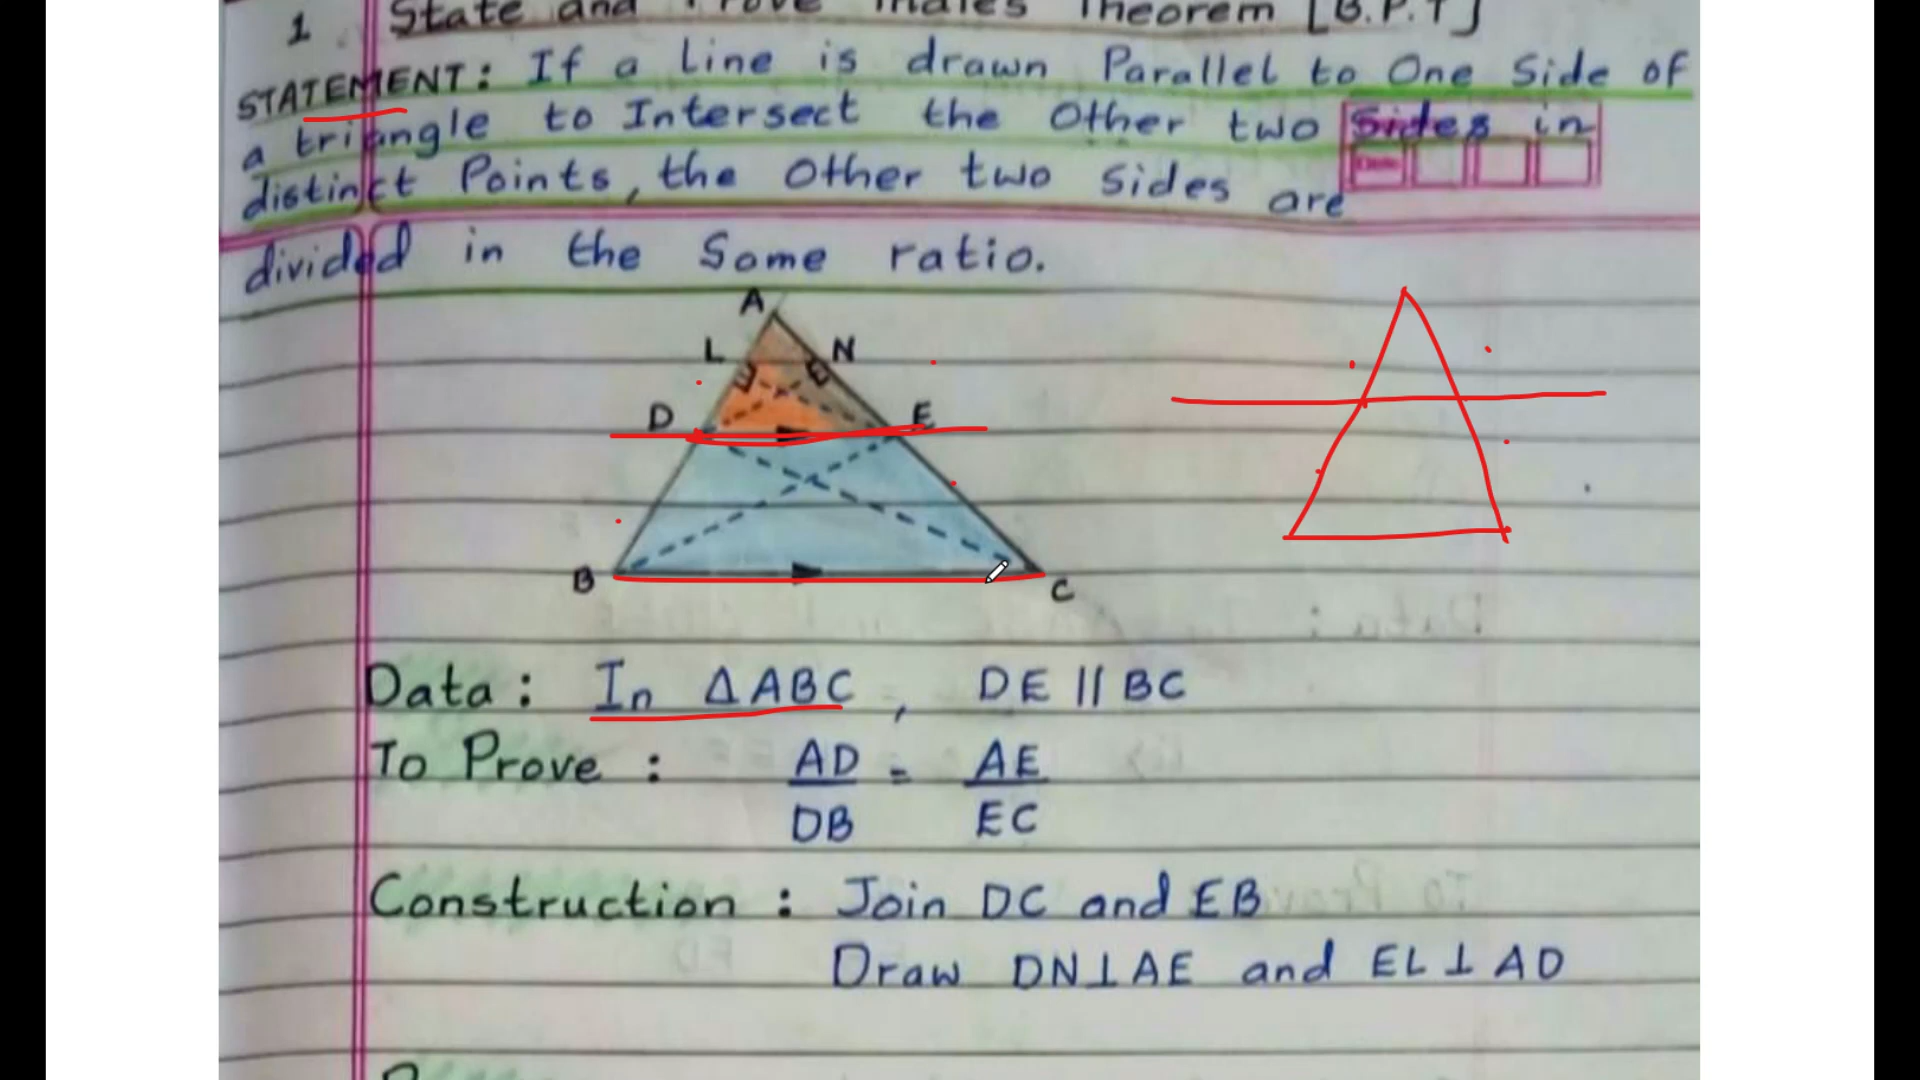 1 State and Prove Thales Theorem [B.P.T]
STATEMENT: If a Line is drawn Parallel to One Side of
a triangle to Intersect the Other two Sides in
distinct Points, the Other two Sides are
divided in the Same ratio.
A
L N
D E
B C
Data: In ΔABC, DE || BC
To Prove : AD/DB = AE/EC
Construction : Join DC and EB
Draw DN⊥AE and EL⊥AD